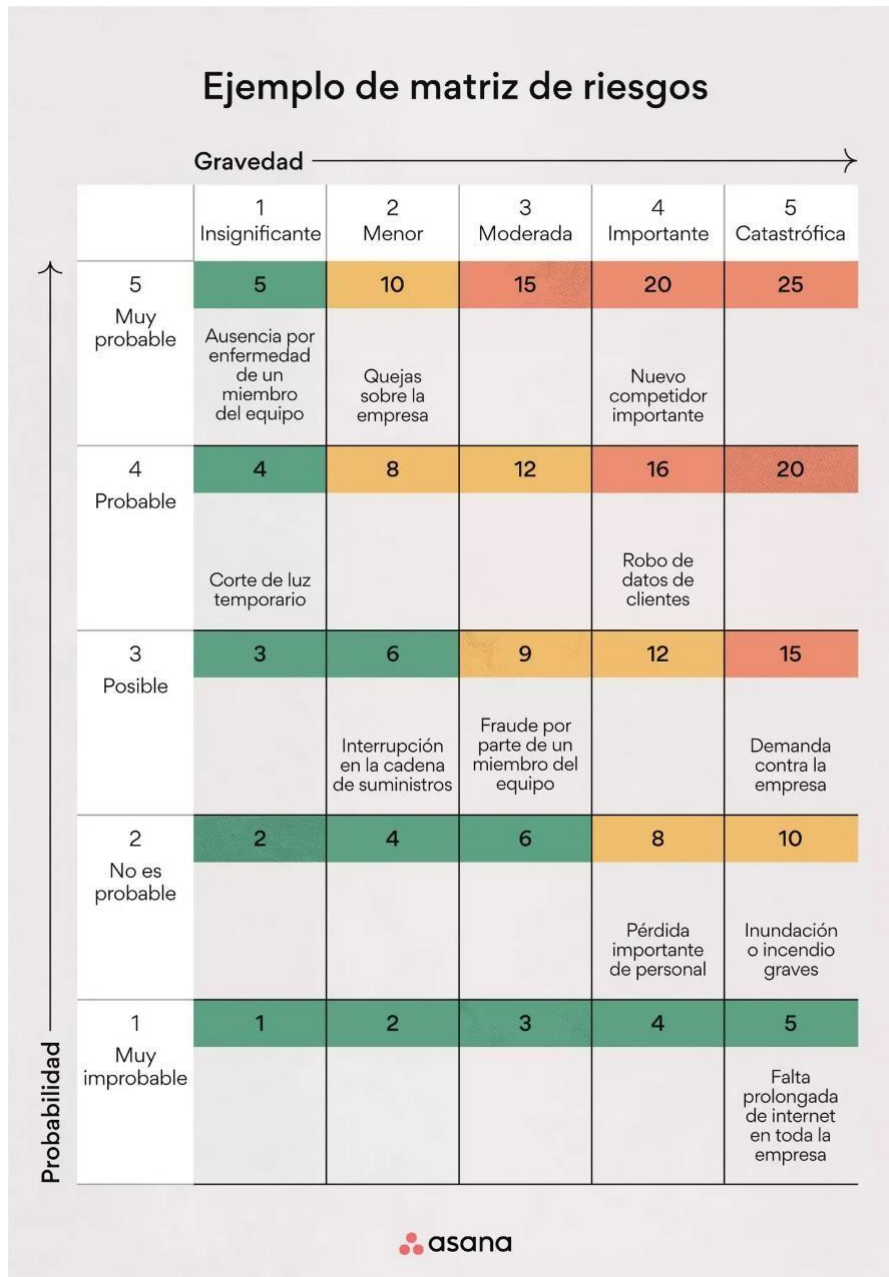 Ejemplo de matriz de riesgos
Gravedad
1
Insignificante
2
Menor
3
Moderada
4
Importante
5
Catastrófica
Probabilidad
5
Muy
probable
5
Ausencia por
enfermedad
de un
miembro
del equipo
10
Quejas
sobre la
empresa
15
20
Nuevo
competidor
importante
25
4
Probable
4
Corte de luz
temporario
8
12
16
Robo de
datos de
clientes
20
3
Posible
3
6
Interrupción
en la cadena
de suministros
9
Fraude por
parte de un
miembro del
equipo
12
15
Demanda
contra la
empresa
2
No es
probable
2
4
6
8
Pérdida
importante
de personal
10
Inundación
o incendio
graves
1
Muy
improbable
1
2
3
4
5
Falta
prolongada
de internet
en toda la
empresa
asana